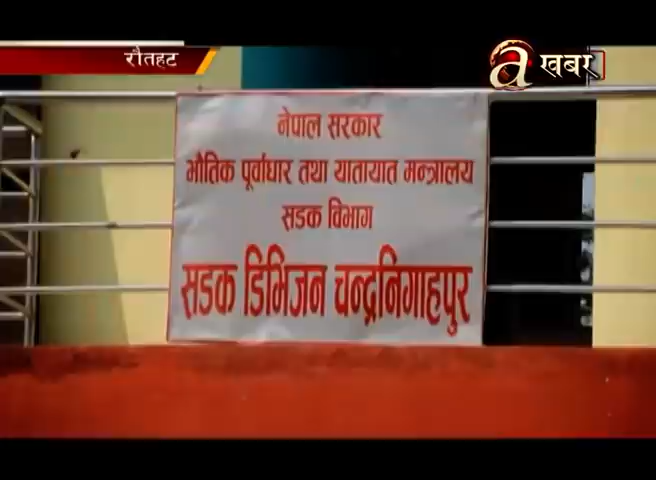 रौतहट
a खबर
नेपाल सरकार
भौतिक पूर्वाधार तथा यातायात मन्त्रालय
सडक विभाग
सडक डिभिजन चन्द्रनिगाहपुर